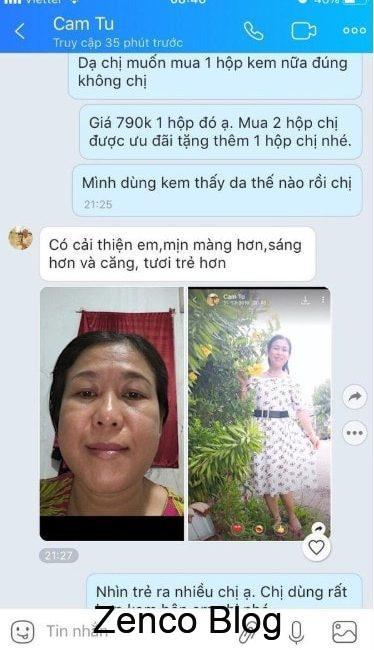 Viettel
08:46
40%
Cam Tu
Truy cập 35 phút trước
Dạ chị muốn mua 1 hộp kem nữa đúng
không chị
Giá 790k 1 hộp đó ạ. Mua 2 hộp chị
được ưu đãi tặng thêm 1 hộp chị nhé.
Mình dùng kem thấy da thế nào rồi chị
21:25
Có cải thiện em,mịn màng hơn,sáng
hơn và căng, tươi trẻ hơn
Cam Tu
21:27
Nhìn trẻ ra nhiều chị ạ. Chị dùng rất
Tin nhắn
Zenco Blog